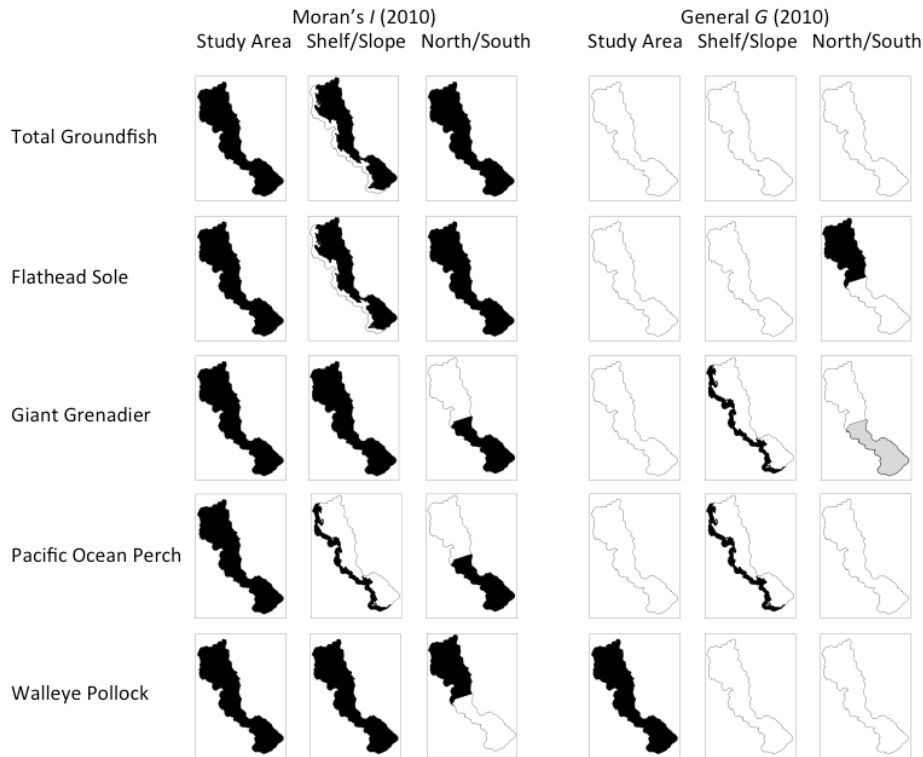 Moran's I (2010) General G (2010)
Study Area Shelf/Slope North/South Study Area Shelf/Slope North/South
Total Groundfish
Flathead Sole
Giant Grenadier
Pacific Ocean Perch
Walleye Pollock